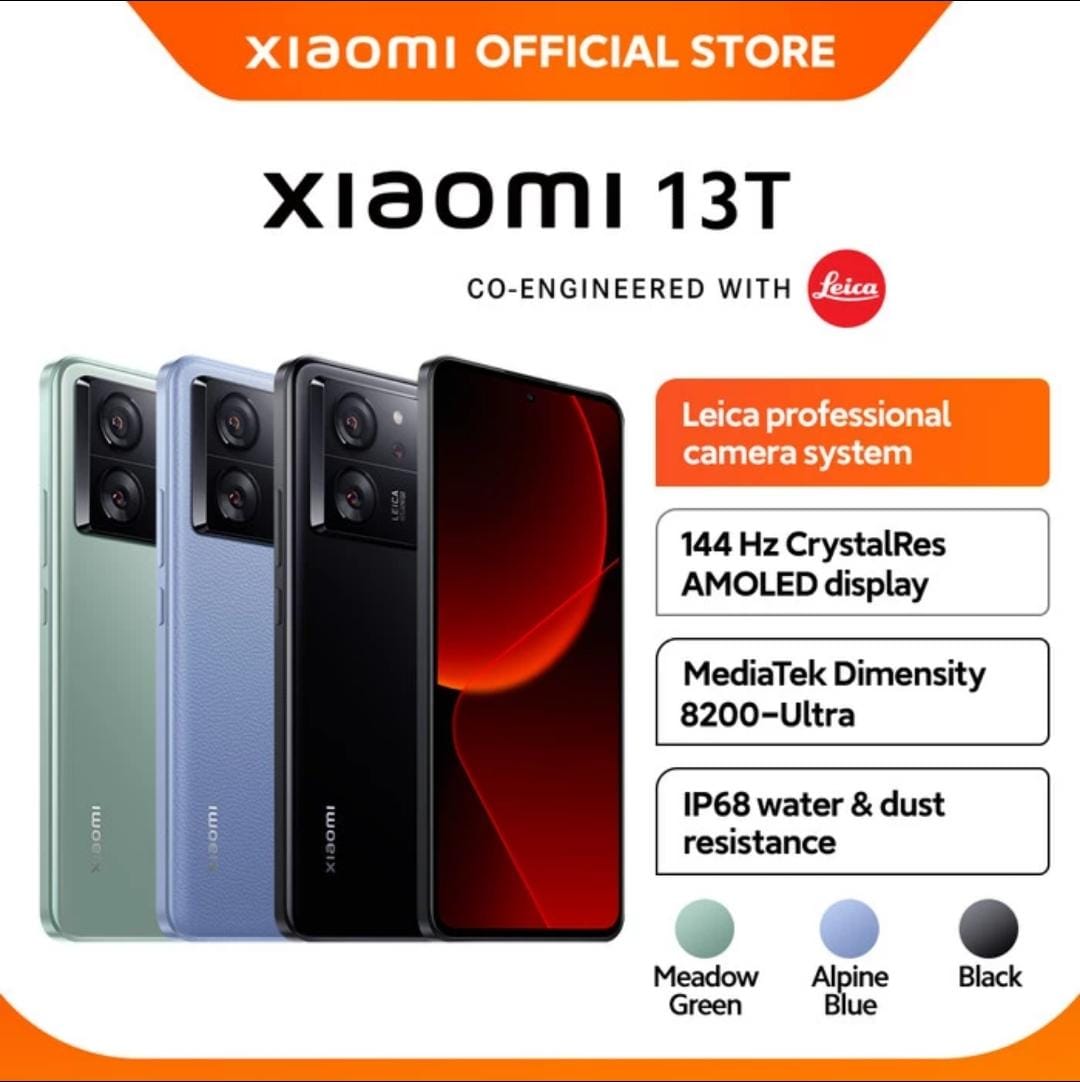 xiaomi OFFICIAL STORE
xiaomi 13T
CO-ENGINEERED WITH Leica
Leica professional
camera system
144 Hz CrystalRes
AMOLED display
MediaTek Dimensity
8200-Ultra
IP68 water & dust
resistance
Meadow
Green
Alpine
Blue
Black
xiaomi
xiaomi
xiaomi
LEICA